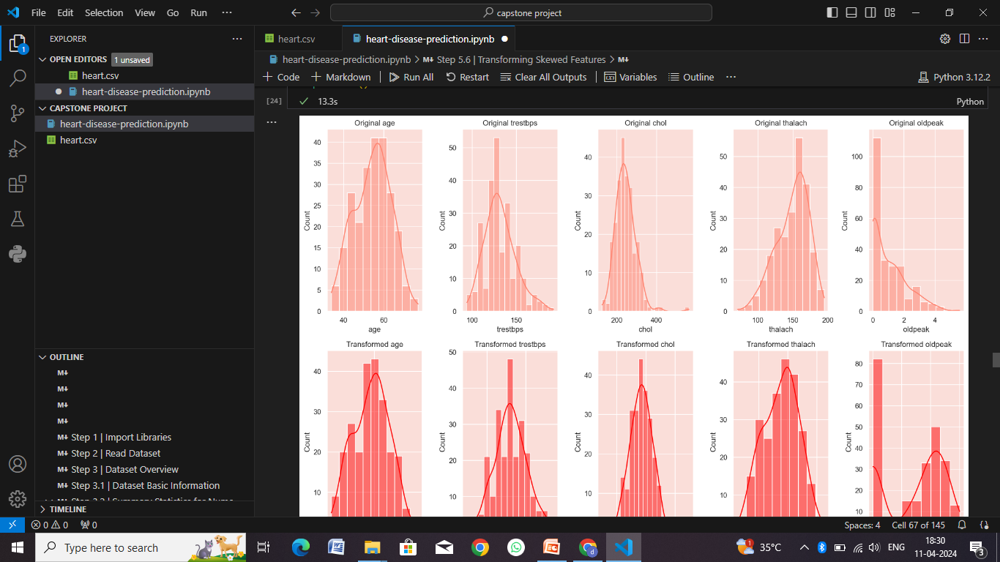 File Edit Selection View Go Run ··· capstone project
EXPLORER ···
OPEN EDITORS 1 unsaved
heart.csv
heart-disease-prediction.ipynb
CAPSTONE PROJECT
heart-disease-prediction.ipynb
heart.csv
OUTLINE
Step 1 | Import Libraries
Step 2 | Read Dataset
Step 3 | Dataset Overview
Step 3.1 | Dataset Basic Information
TIMELINE
heart.csv heart-disease-prediction.ipynb
heart-disease-prediction.ipynb > M↓ Step 5.6 | Transforming Skewed Features > M↓
+ Code + Markdown Run All Restart Clear All Outputs Variables Outline ··· Python 3.12.2
[24] 13.3s Python
Original age Original trestbps Original chol Original thalach Original oldpeak
Count Count Count Count Count
40 35 30 25 20 15 10 5 0
50 40 30 20 10 0
40 30 20 10 0
50 40 30 20 10 0
100 80 60 40 20 0
40 60 100 150 200 400 100 150 200 0 2 4
age trestbps chol thalach oldpeak
Transformed age Transformed trestbps Transformed chol Transformed thalach Transformed oldpeak
Count Count Count Count Count
40 30 20 10
50 40 30 20 10
40 30 20 10
40 30 20 10
80 70 60 50 40 30 20 10
0 0 0 Spaces: 4 Cell 67 of 145
Type here to search 35°C ENG 18:30
11-04-2024 3